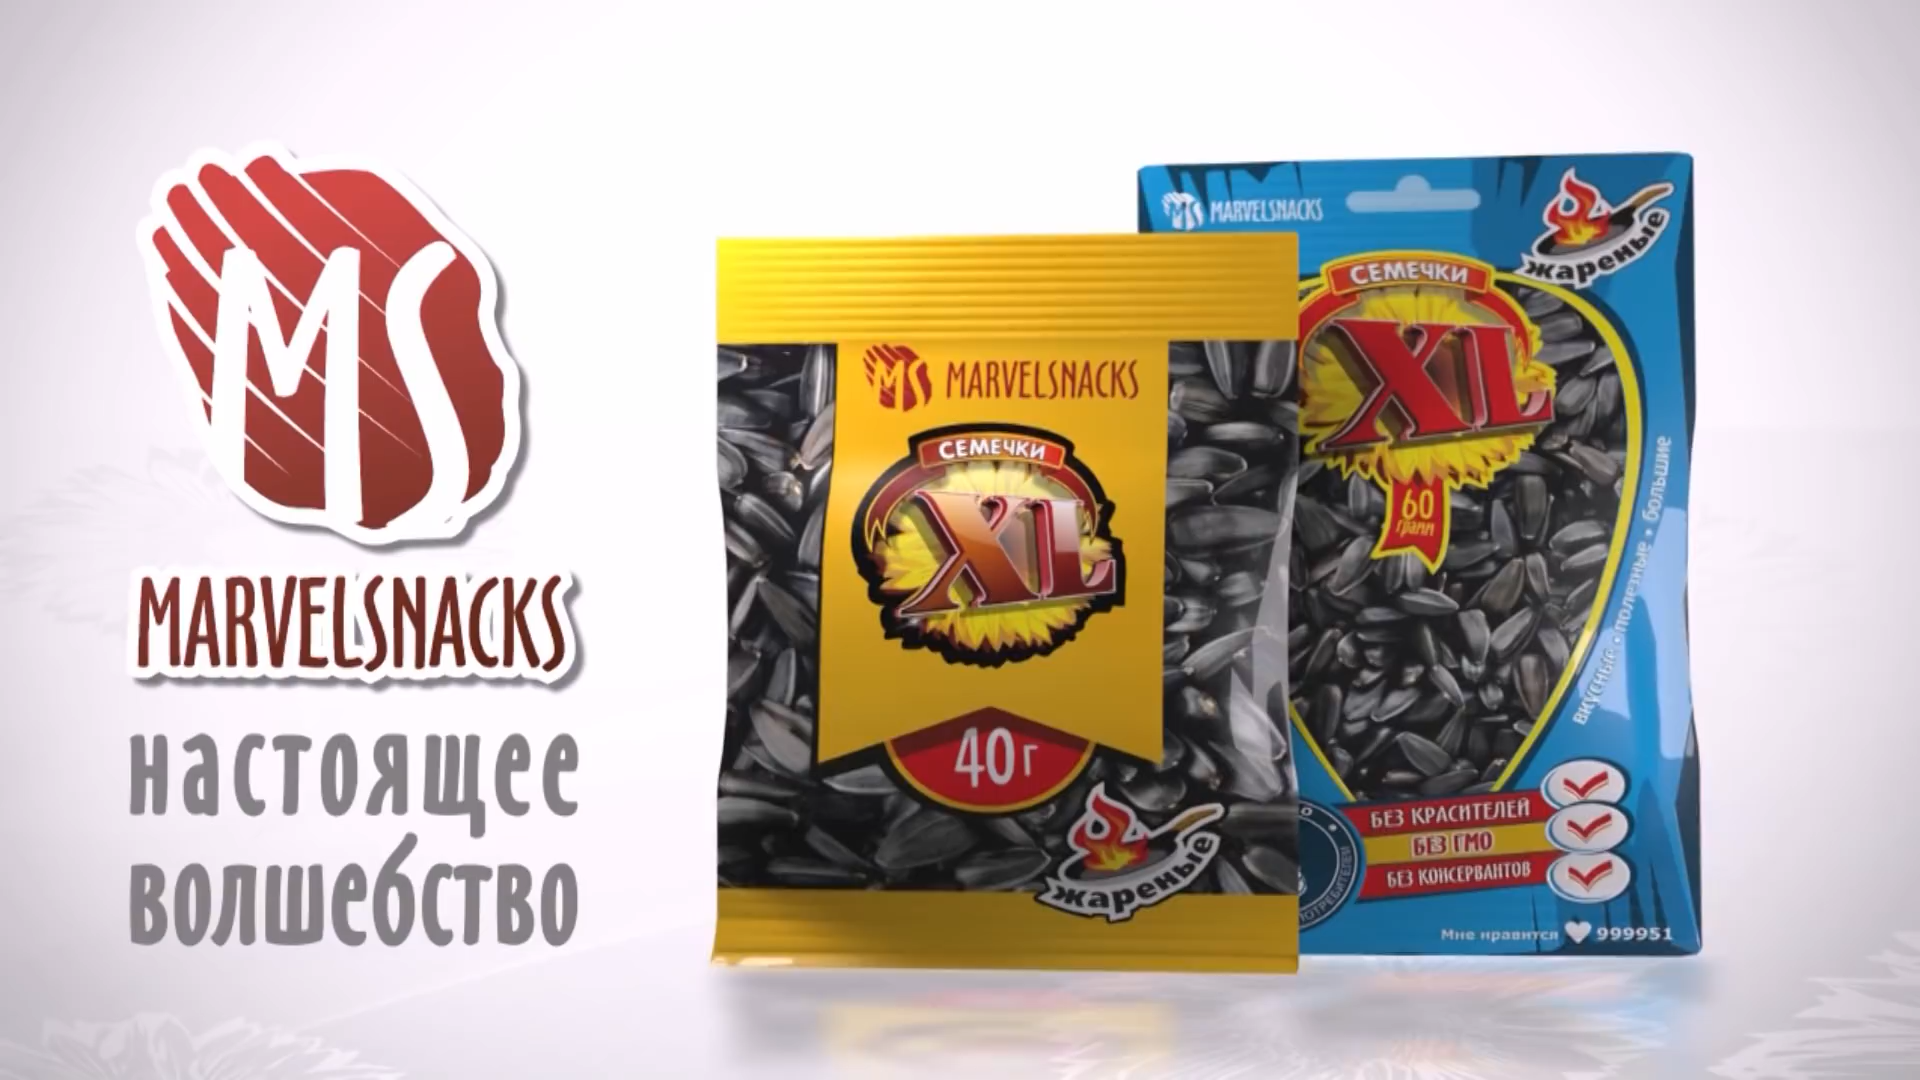 MS
MARVELSNACKS
настоящее
волшебство
MS MARVELSNACKS
СЕМЕЧКИ
XL
40г
жареные
MS MARVELSNACKS
жареные
СЕМЕЧКИ
XL
60
грамм
вкусные • полезные • большие
БЕЗ КРАСИТЕЛЕЙ
БЕЗ ГМО
БЕЗ КОНСЕРВАНТОВ
Мне нравится 999951